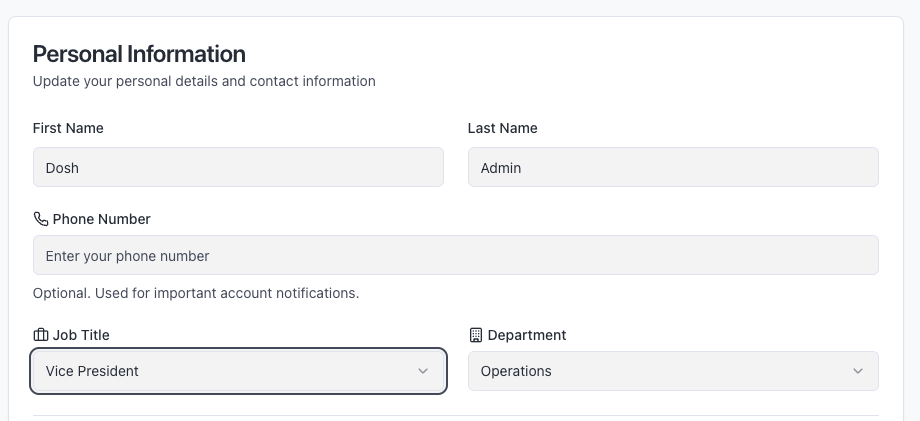 Personal Information
Update your personal details and contact information
First Name
Last Name
Dosh
Admin
Phone Number
Enter your phone number
Optional. Used for important account notifications.
Job Title
Department
Vice President
Operations